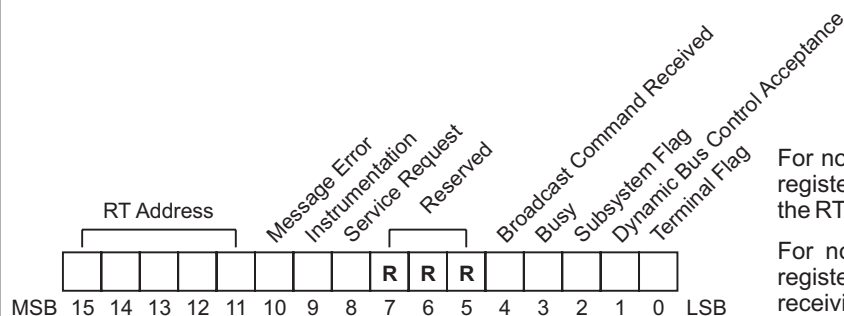 RT Address
Message Error
Instrumentation
Service Request
Reserved
Broadcast Command Received
Busy
Subsystem Flag
Dynamic Bus Control Acceptance
Terminal Flag
R R R
MSB 15 14 13 12 11 10 9 8 7 6 5 4 3 2 1 0 LSB
For no
registe
the RT
For no
registe
receivi